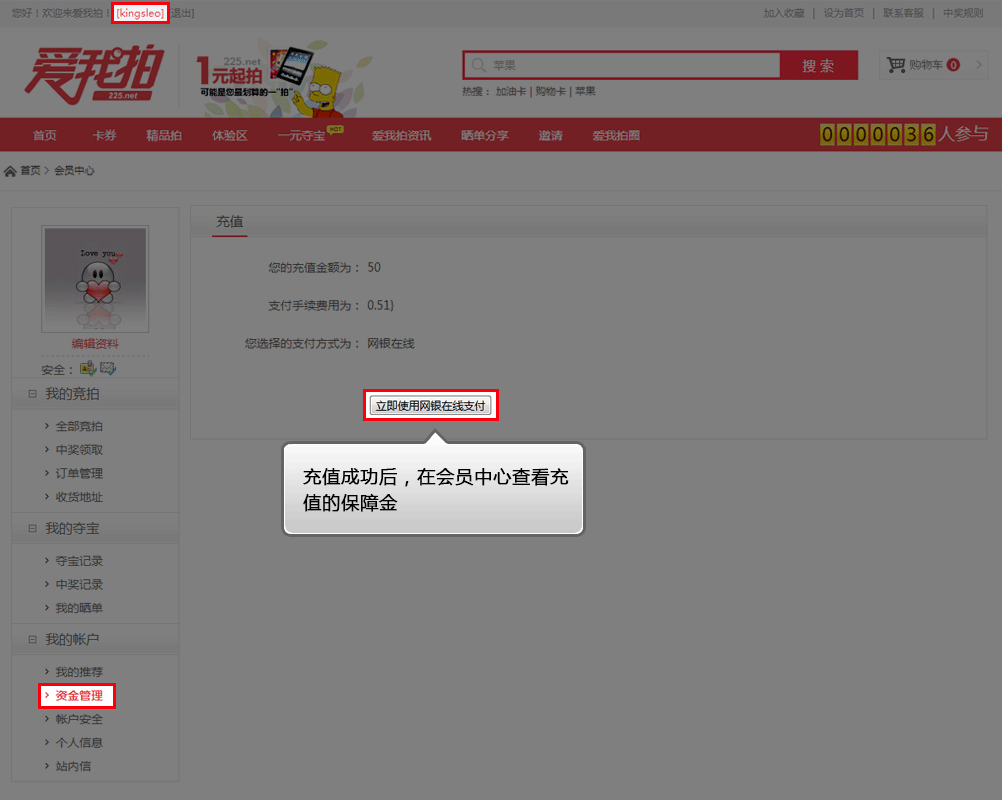 您好！欢迎来爱我拍！ [kingsleo] [退出]
加入收藏 | 设为首页 | 联系客服 | 中奖规则
爱我拍
225.net
225.net
1元起拍
可能是您最划算的一"拍"
苹果
搜 索
购物车 0
热搜： 加油卡 | 购物卡 | 苹果
首页 卡券 精品拍 体验区 一元夺宝 HOT 爱我拍资讯 晒单分享 邀请 爱我拍圈
0000036人参与
首页 > 会员中心
Love you
编辑资料
安全：
我的竞拍
全部竞拍
中奖领取
订单管理
收货地址
我的夺宝
夺宝记录
中奖记录
我的晒单
我的帐户
我的推荐
资金管理
帐户安全
个人信息
站内信
充值
您的充值金额为： 50
支付手续费用为： 0.51)
您选择的支付方式为： 网银在线
立即使用网银在线支付
充值成功后，在会员中心查看充
值的保障金